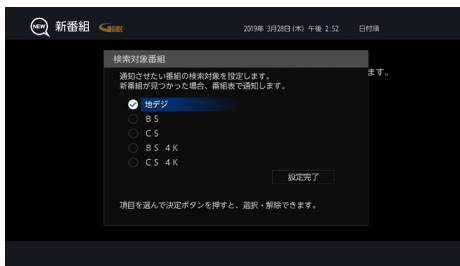 NEW 新番組 GGUIDE 2019年 3月28日(木) 午後 2:52 日付順
検索対象番組
通知させたい番組の検索対象を設定します。
新番組が見つかった場合、番組表で通知します。
ます。
地デジ
BS
CS
BS 4K
CS 4K
設定完了
項目を選んで決定ボタンを押すと、選択・解除できます。